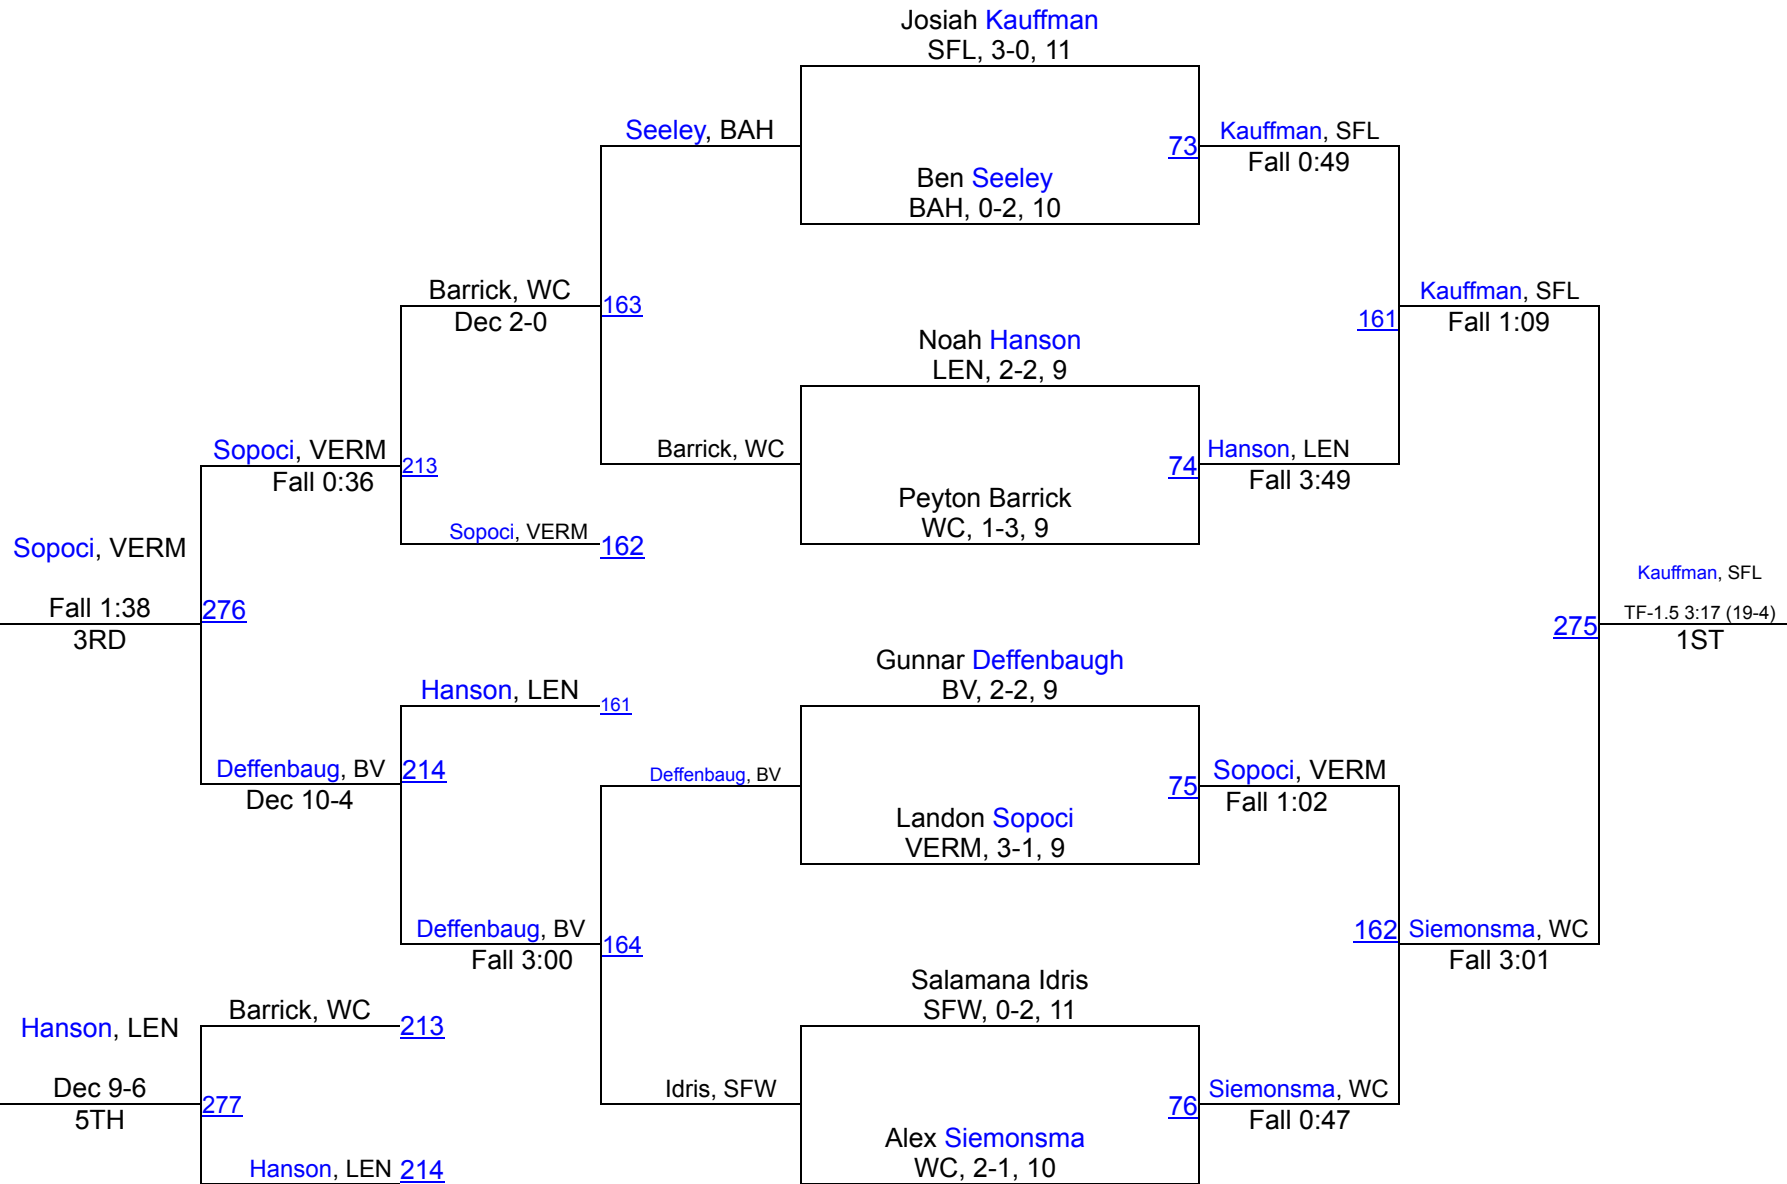 Josiah Kauffman
SFL, 3-0, 11
Seeley, BAH
73
Kauffman, SFL
Fall 0:49
Ben Seeley
BAH, 0-2, 10
Barrick, WC
Dec 2-0
163
Kauffman, SFL
Fall 1:09
161
Noah Hanson
LEN, 2-2, 9
Sopoci, VERM
Fall 0:36
213
Barrick, WC
74
Hanson, LEN
Fall 3:49
Peyton Barrick
WC, 1-3, 9
Sopoci, VERM
162
Sopoci, VERM
Fall 1:38
3RD
276
Kauffman, SFL
TF-1.5 3:17 (19-4)
1ST
275
Gunnar Deffenbaugh
BV, 2-2, 9
Hanson, LEN
161
Deffenbaug, BV
Dec 10-4
214
Deffenbaug, BV
75
Sopoci, VERM
Fall 1:02
Landon Sopoci
VERM, 3-1, 9
Deffenbaug, BV
Fall 3:00
164
162
Siemonsma, WC
Fall 3:01
Salamana Idris
SFW, 0-2, 11
Barrick, WC
213
Hanson, LEN
Dec 9-6
5TH
277
Idris, SFW
76
Siemonsma, WC
Fall 0:47
Alex Siemonsma
WC, 2-1, 10
Hanson, LEN
214